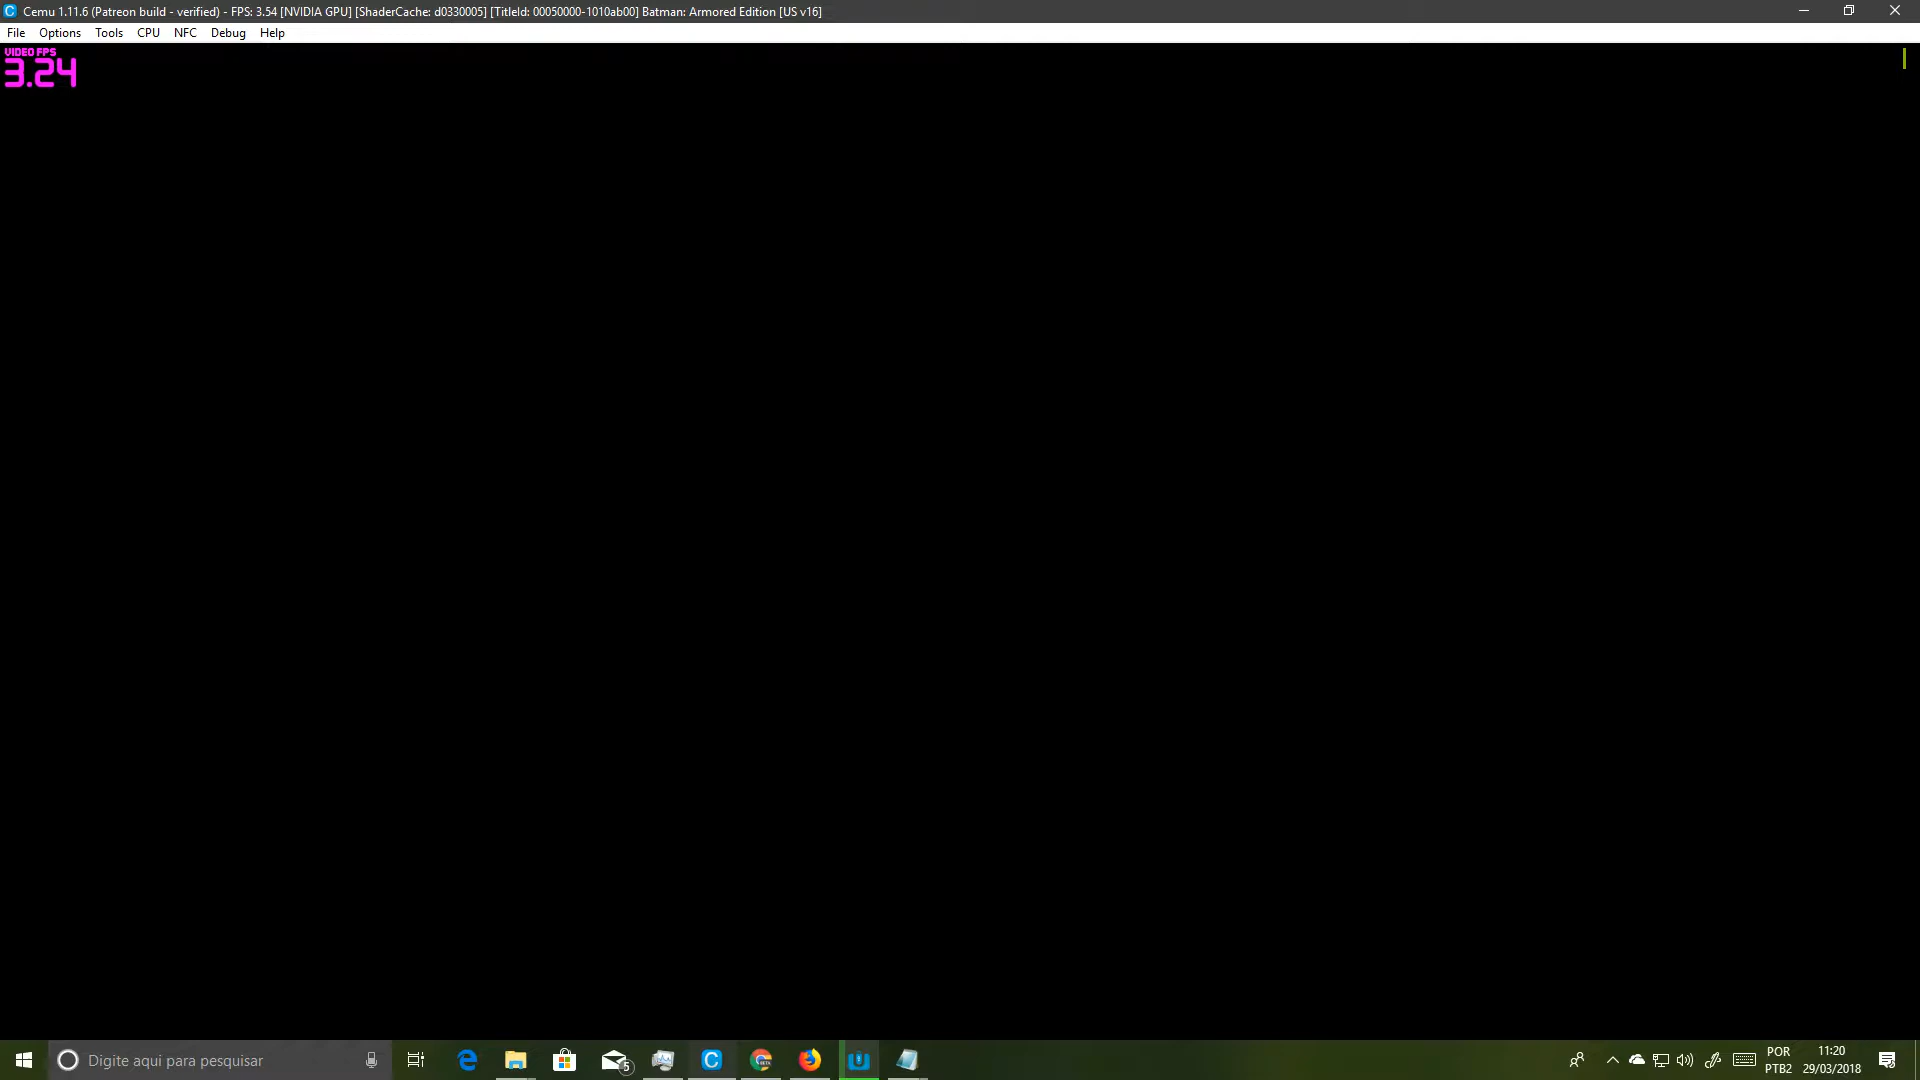 Cemu 1.11.6 (Patreon build - verified) - FPS: 3.54 [NVIDIA GPU] [ShaderCache: d0330005] [TitleId: 00050000-1010ab00] Batman: Armored Edition [US v16]
File Options Tools CPU NFC Debug Help
VIDEO FPS
3.24
Digite aqui para pesquisar
5
BETA
POR
PTB2
11:20
29/03/2018